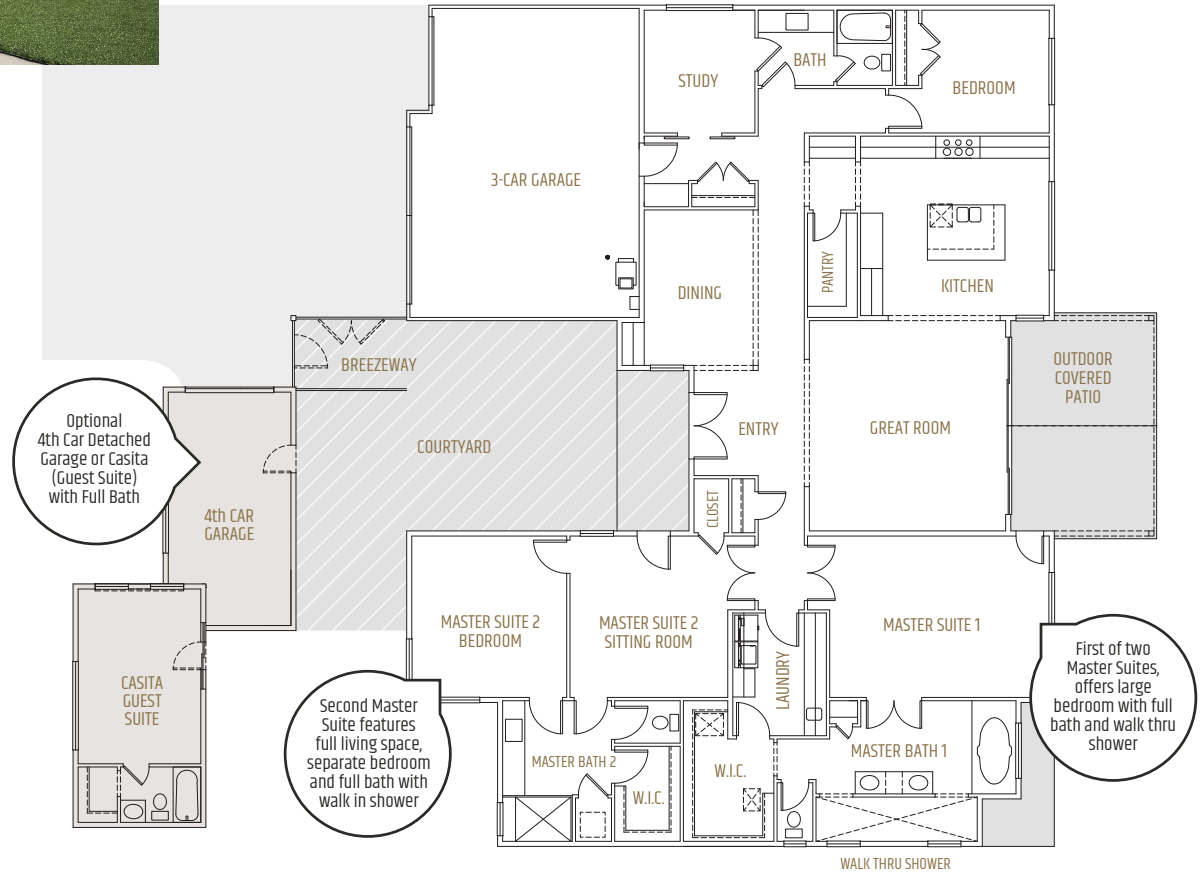 BATH
STUDY
BEDROOM
3-CAR GARAGE
PANTRY
DINING
KITCHEN
BREEZEWAY
OUTDOOR
COVERED
PATIO
Optional
4th Car Detached
Garage or Casita
(Guest Suite)
with Full Bath
COURTYARD
ENTRY
GREAT ROOM
4th CAR
GARAGE
CLOSET
MASTER SUITE 2
BEDROOM
MASTER SUITE 2
SITTING ROOM
MASTER SUITE 1
LAUNDRY
First of two
Master Suites,
offers large
bedroom with full
bath and walk thru
shower
CASITA
GUEST
SUITE
Second Master
Suite features
full living space,
separate bedroom
and full bath with
walk in shower
MASTER BATH 2
W.I.C.
W.I.C.
MASTER BATH 1
WALK THRU SHOWER